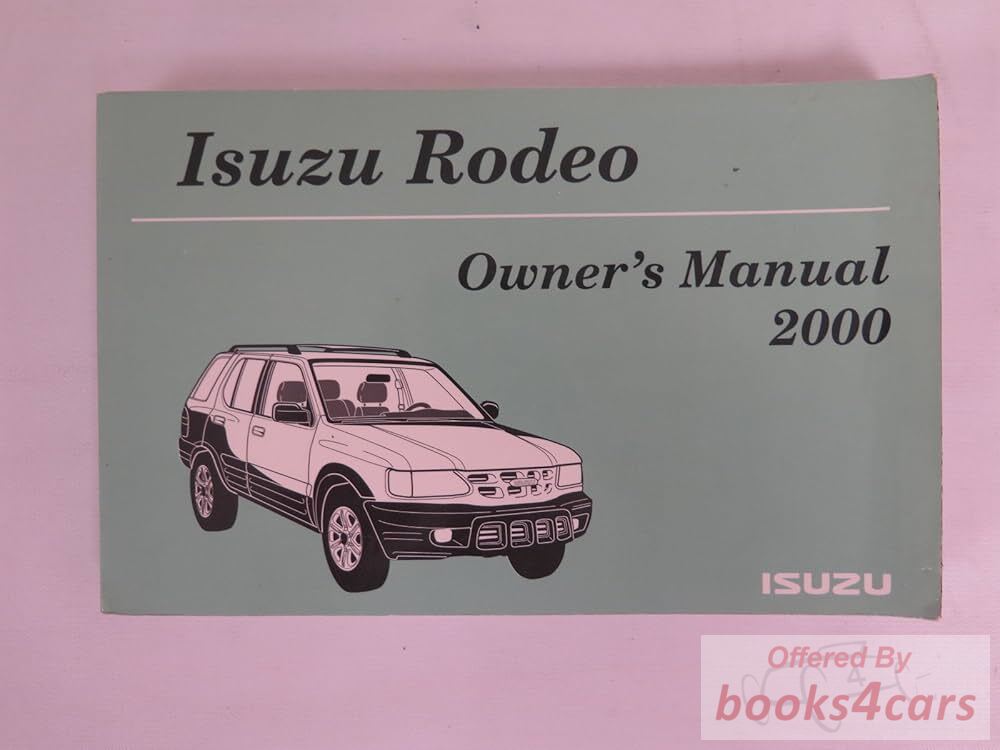 Isuzu Rodeo
Owner's Manual
2000
ISUZU
Offered By
books4cars